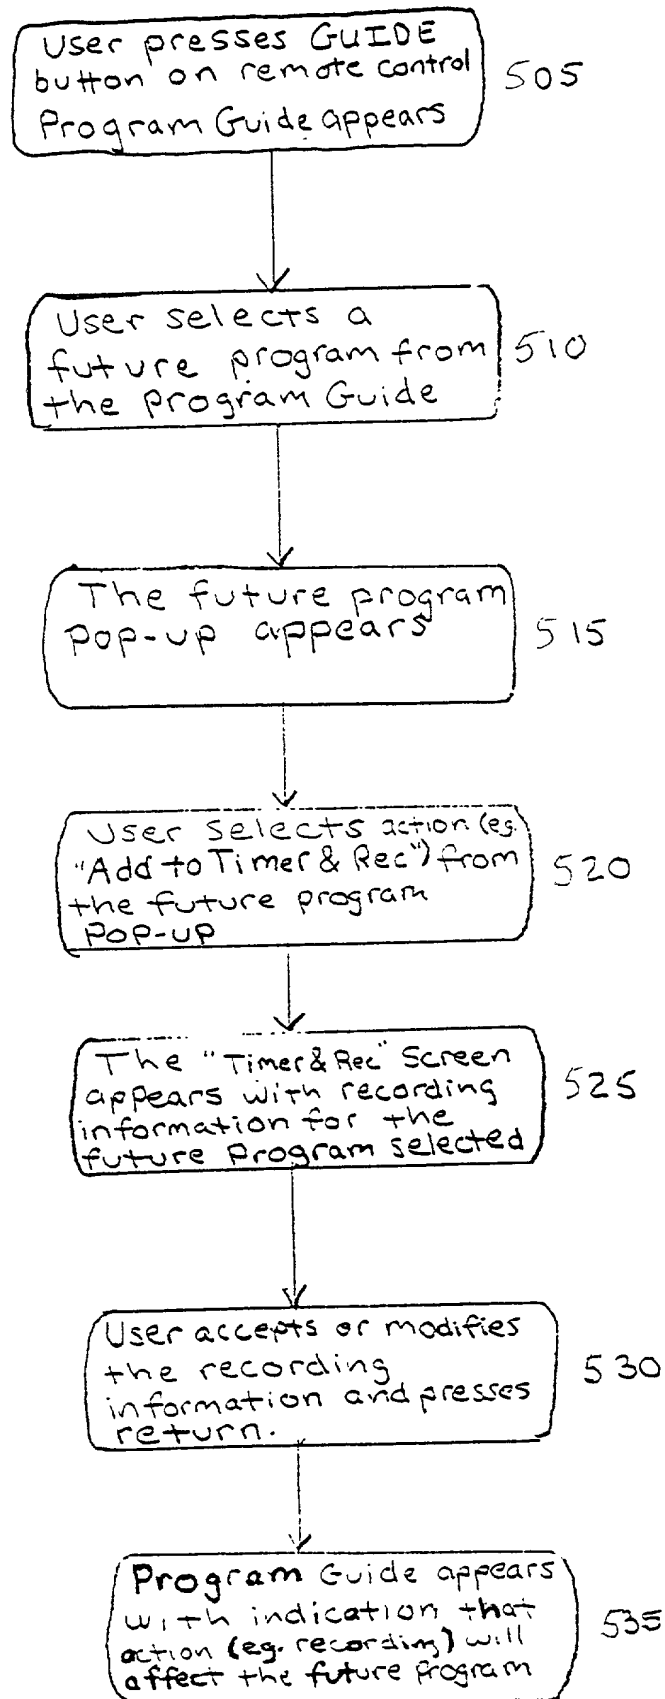 User presses GUIDE
button on remote control
Program Guide appears
505
User selects a
future program from
the Program Guide
510
The future program
Pop-up appears
515
User selects action (eg.
"Add to Timer & Rec") from
the future program
Pop-up
520
The "Timer & Rec" Screen
appears with recording
information for the
future Program selected
525
User accepts or modifies
the recording
information and presses
return.
530
Program Guide appears
with indication that
action (eg. recording) will
affect the future program
535